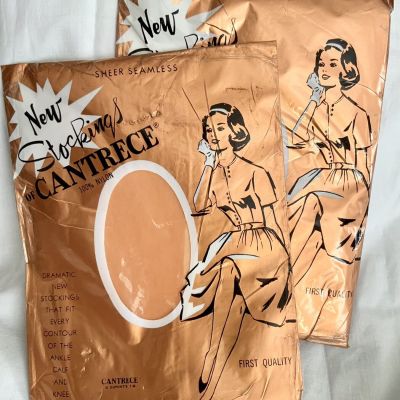 New
SHEER SEAMLESS
New
Stockings
OF CANTRECE®
100% NYLON
DRAMATIC
NEW
STOCKINGS
THAT FIT
EVERY
CONTOUR
OF THE
ANKLE
CALF
AND
KNEE
CANTRECE
FIRST QUALITY
FIRST QUALITY